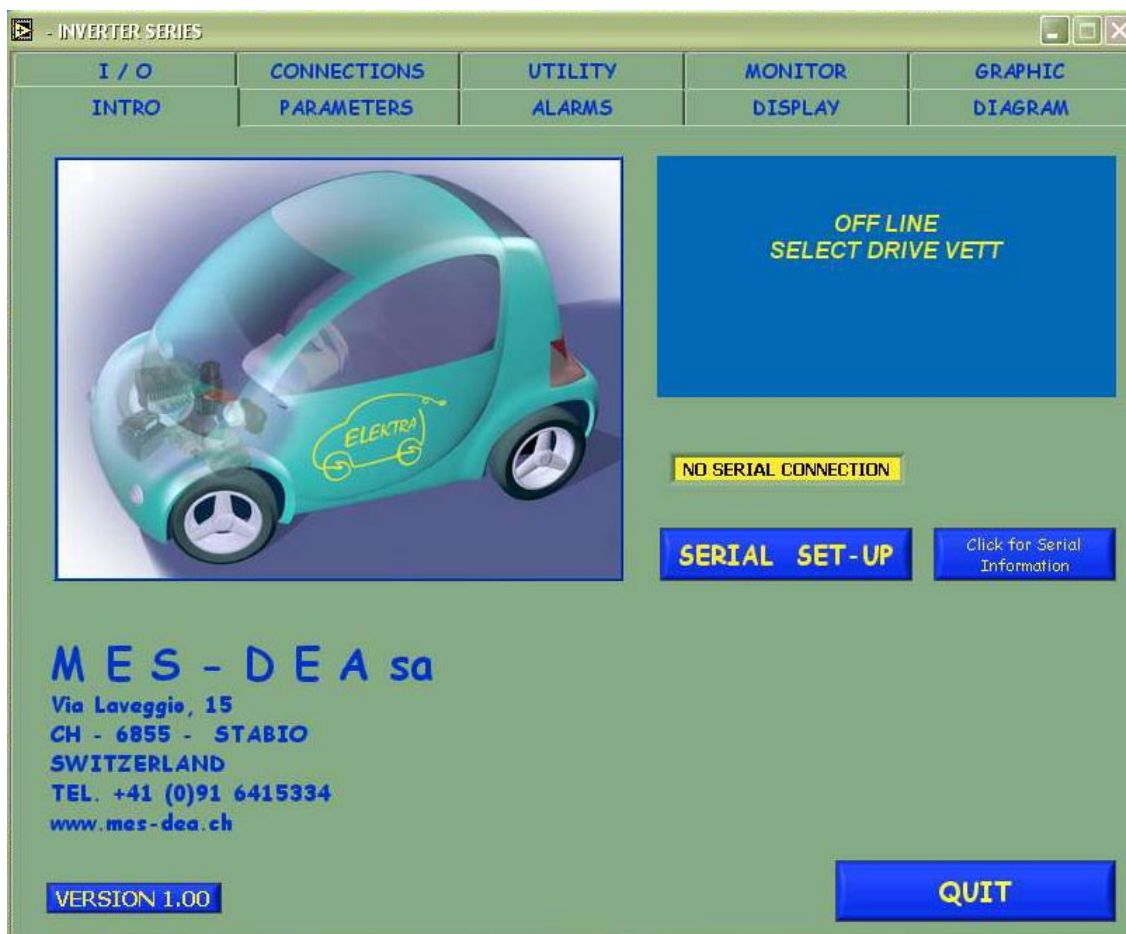 - INVERTER SERIES
I / O
CONNECTIONS
UTILITY
MONITOR
GRAPHIC
INTRO
PARAMETERS
ALARMS
DISPLAY
DIAGRAM
ELEKTRA
OFF LINE
SELECT DRIVE VETT
NO SERIAL CONNECTION
SERIAL SET-UP
Click for Serial
Information
MES-DEA sa
Via Laveggio, 15
CH - 6855 - STABIO
SWITZERLAND
TEL. +41 (0)91 6415334
www.mes-dea.ch
VERSION 1.00
QUIT